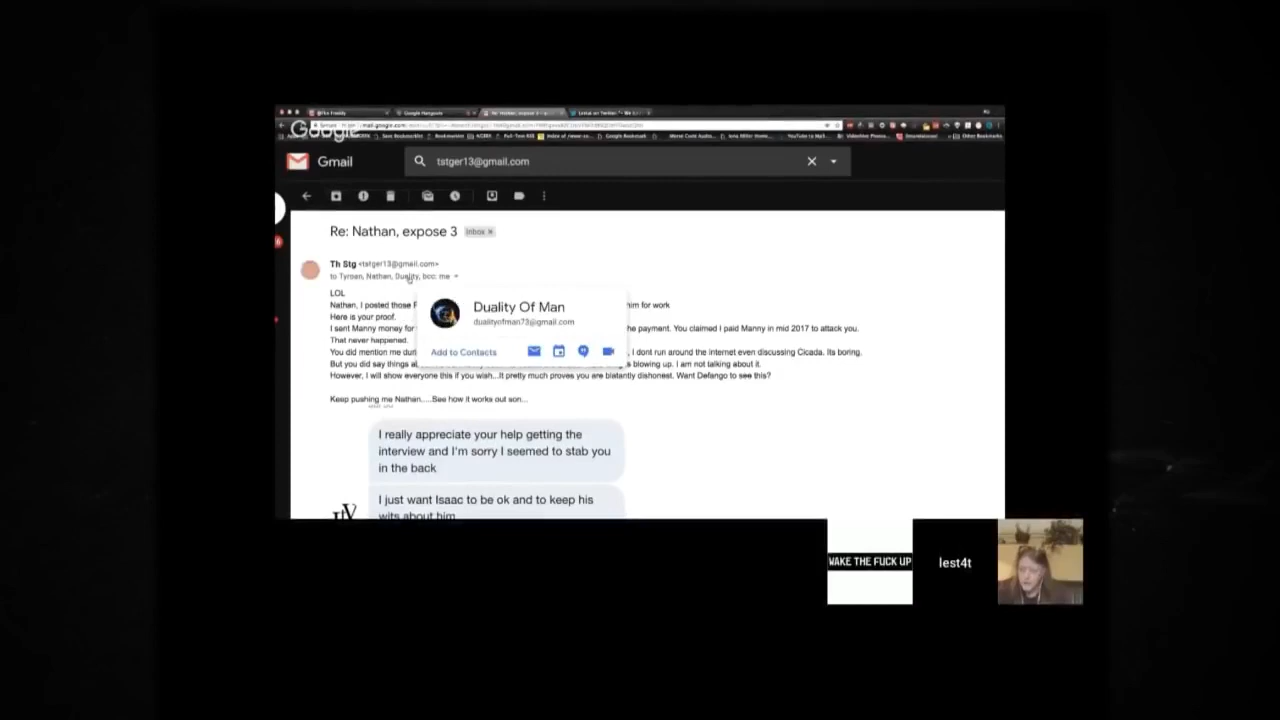 Google
Gmail
tstger13@gmail.com
Re: Nathan, expose 3 Inbox x
Th Stg <tstger13@gmail.com>
to Tyroan, Nathan, Duality, bcc: me
LOL
Nathan, I posted those him for work
Here is your proof.
I sent Manny money for he payment. You claimed I paid Manny in mid 2017 to attack you.
That never happened.
You did mention me I dont run around the internet even discussing Cicada. Its boring.
But you did say things blowing up. I am not talking about it.
However, I will show everyone this if you wish...It pretty much proves you are blatantly dishonest. Want Defango to see this?
Keep pushing me Nathan.....See how it works out son...
Duality Of Man
dualityofman73@gmail.com
Add to Contacts
I really appreciate your help getting the
interview and I'm sorry I seemed to stab you
in the back
I just want Isaac to be ok and to keep his
wits about him
WAKE THE FUCK UP
lest4t